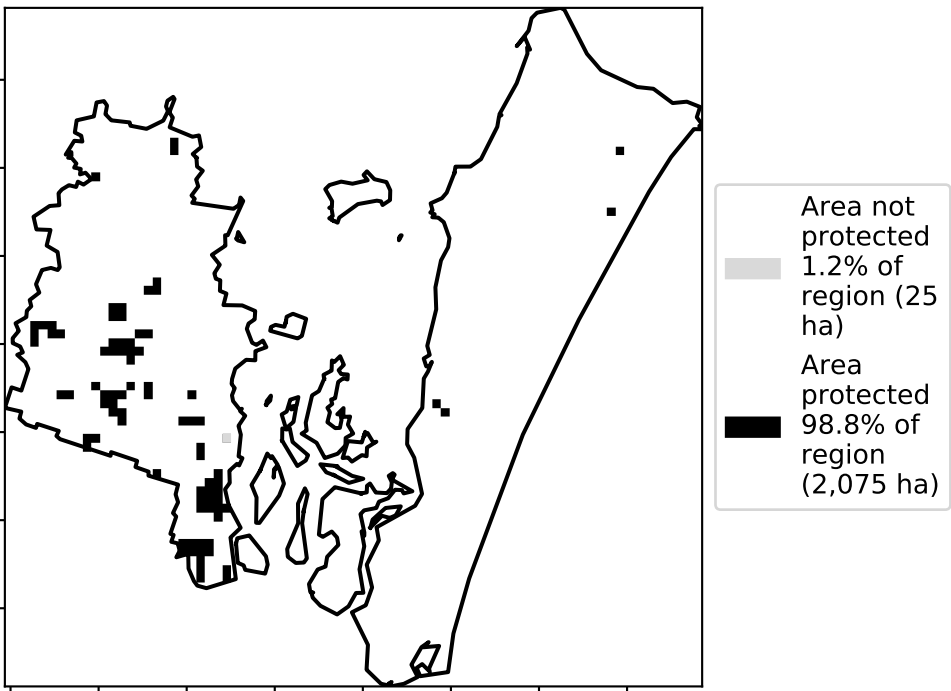 Area not
protected
1.2% of
region (25
ha)
Area
protected
98.8% of
region
(2,075 ha)